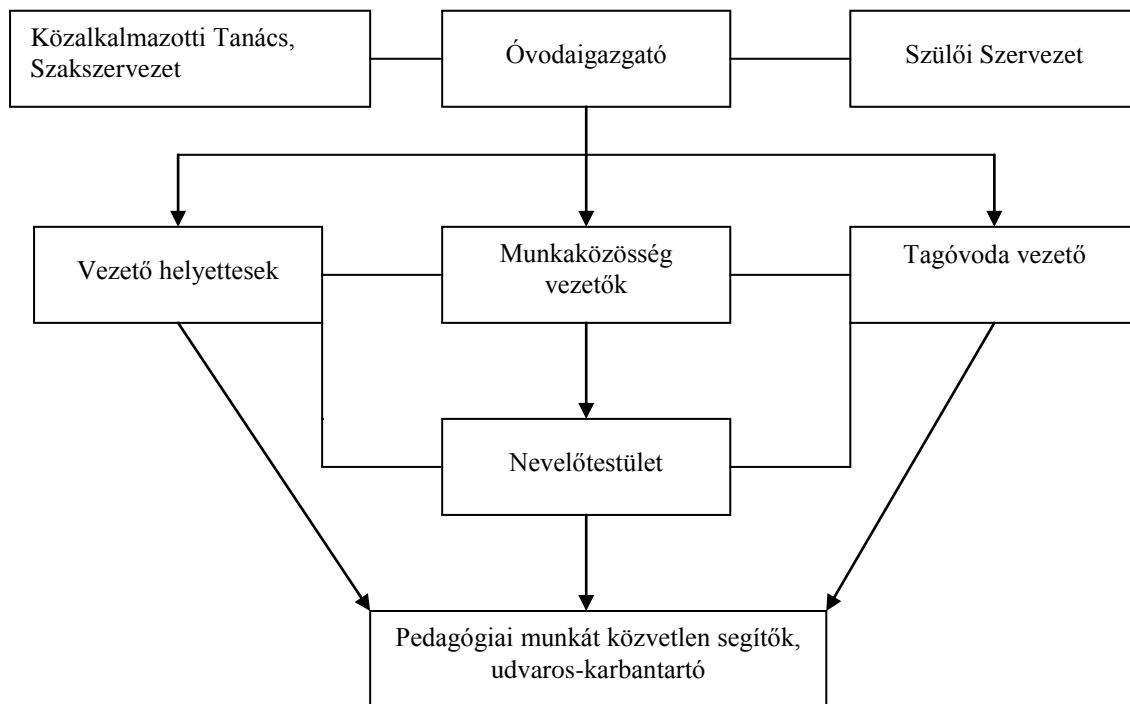 Közalkalmazotti Tanács,
Szakszervezet
Óvodaigazgató
Szülői Szervezet
Vezető helyettesek
Munkaközösség
vezetők
Tagóvoda vezető
Nevelőtestület
Pedagógiai munkát közvetlen segítők,
udvaros-karbantartó